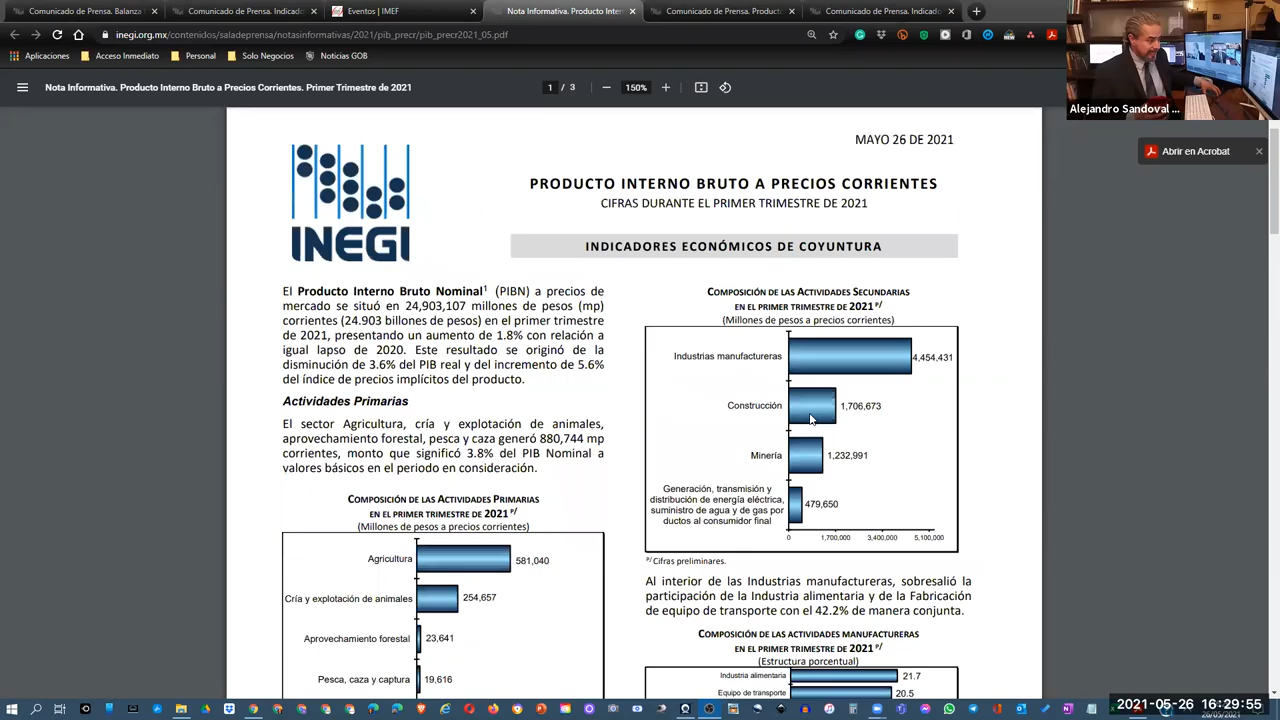 Comunicado de Prensa. Balanza
Comunicado de Prensa. Indicad
Eventos | IMEF
Nota Informativa. Producto Inter
Comunicado de Prensa. Produc
Comunicado de Prensa. Indicad
inegi.org.mx/contenidos/saladeprensa/notasinformativas/2021/pib_precr/pib_precr2021_05.pdf
Aplicaciones
Acceso Inmediato
Personal
Solo Negocios
Noticias GOB
Nota Informativa. Producto Interno Bruto a Precios Corrientes. Primer Trimestre de 2021
1 / 3
150%
Alejandro Sandoval ...
Abrir en Acrobat
MAYO 26 DE 2021
INEGI
PRODUCTO INTERNO BRUTO A PRECIOS CORRIENTES
CIFRAS DURANTE EL PRIMER TRIMESTRE DE 2021
INDICADORES ECONÓMICOS DE COYUNTURA
El Producto Interno Bruto Nominal¹ (PIBN) a precios de
mercado se situó en 24,903,107 millones de pesos (mp)
corrientes (24.903 billones de pesos) en el primer trimestre
de 2021, presentando un aumento de 1.8% con relación a
igual lapso de 2020. Este resultado se originó de la
disminución de 3.6% del PIB real y del incremento de 5.6%
del índice de precios implícitos del producto.
Actividades Primarias
El sector Agricultura, cría y explotación de animales,
aprovechamiento forestal, pesca y caza generó 880,744 mp
corrientes, monto que significó 3.8% del PIB Nominal a
valores básicos en el periodo en consideración.
COMPOSICIÓN DE LAS ACTIVIDADES PRIMARIAS
EN EL PRIMER TRIMESTRE DE 2021 p/
(Millones de pesos a precios corrientes)
Agricultura
581,040
Cría y explotación de animales
254,657
Aprovechamiento forestal
23,641
Pesca, caza y captura
19,616
COMPOSICIÓN DE LAS ACTIVIDADES SECUNDARIAS
EN EL PRIMER TRIMESTRE DE 2021 p/
(Millones de pesos a precios corrientes)
Industrias manufactureras
4,454,431
Construcción
1,706,673
Minería
1,232,991
Generación, transmisión y
distribución de energía eléctrica,
suministro de agua y de gas por
ductos al consumidor final
479,650
0
1,700,000
3,400,000
5,100,000
p/ Cifras preliminares.
Al interior de las Industrias manufactureras, sobresalió la
participación de la Industria alimentaria y de la Fabricación
de equipo de transporte con el 42.2% de manera conjunta.
COMPOSICIÓN DE LAS ACTIVIDADES MANUFACTURERAS
EN EL PRIMER TRIMESTRE DE 2021 p/
(Estructura porcentual)
Industria alimentaria
21.7
Equipo de transporte
20.5
2021-05-26 16:29:55
26/05/2021